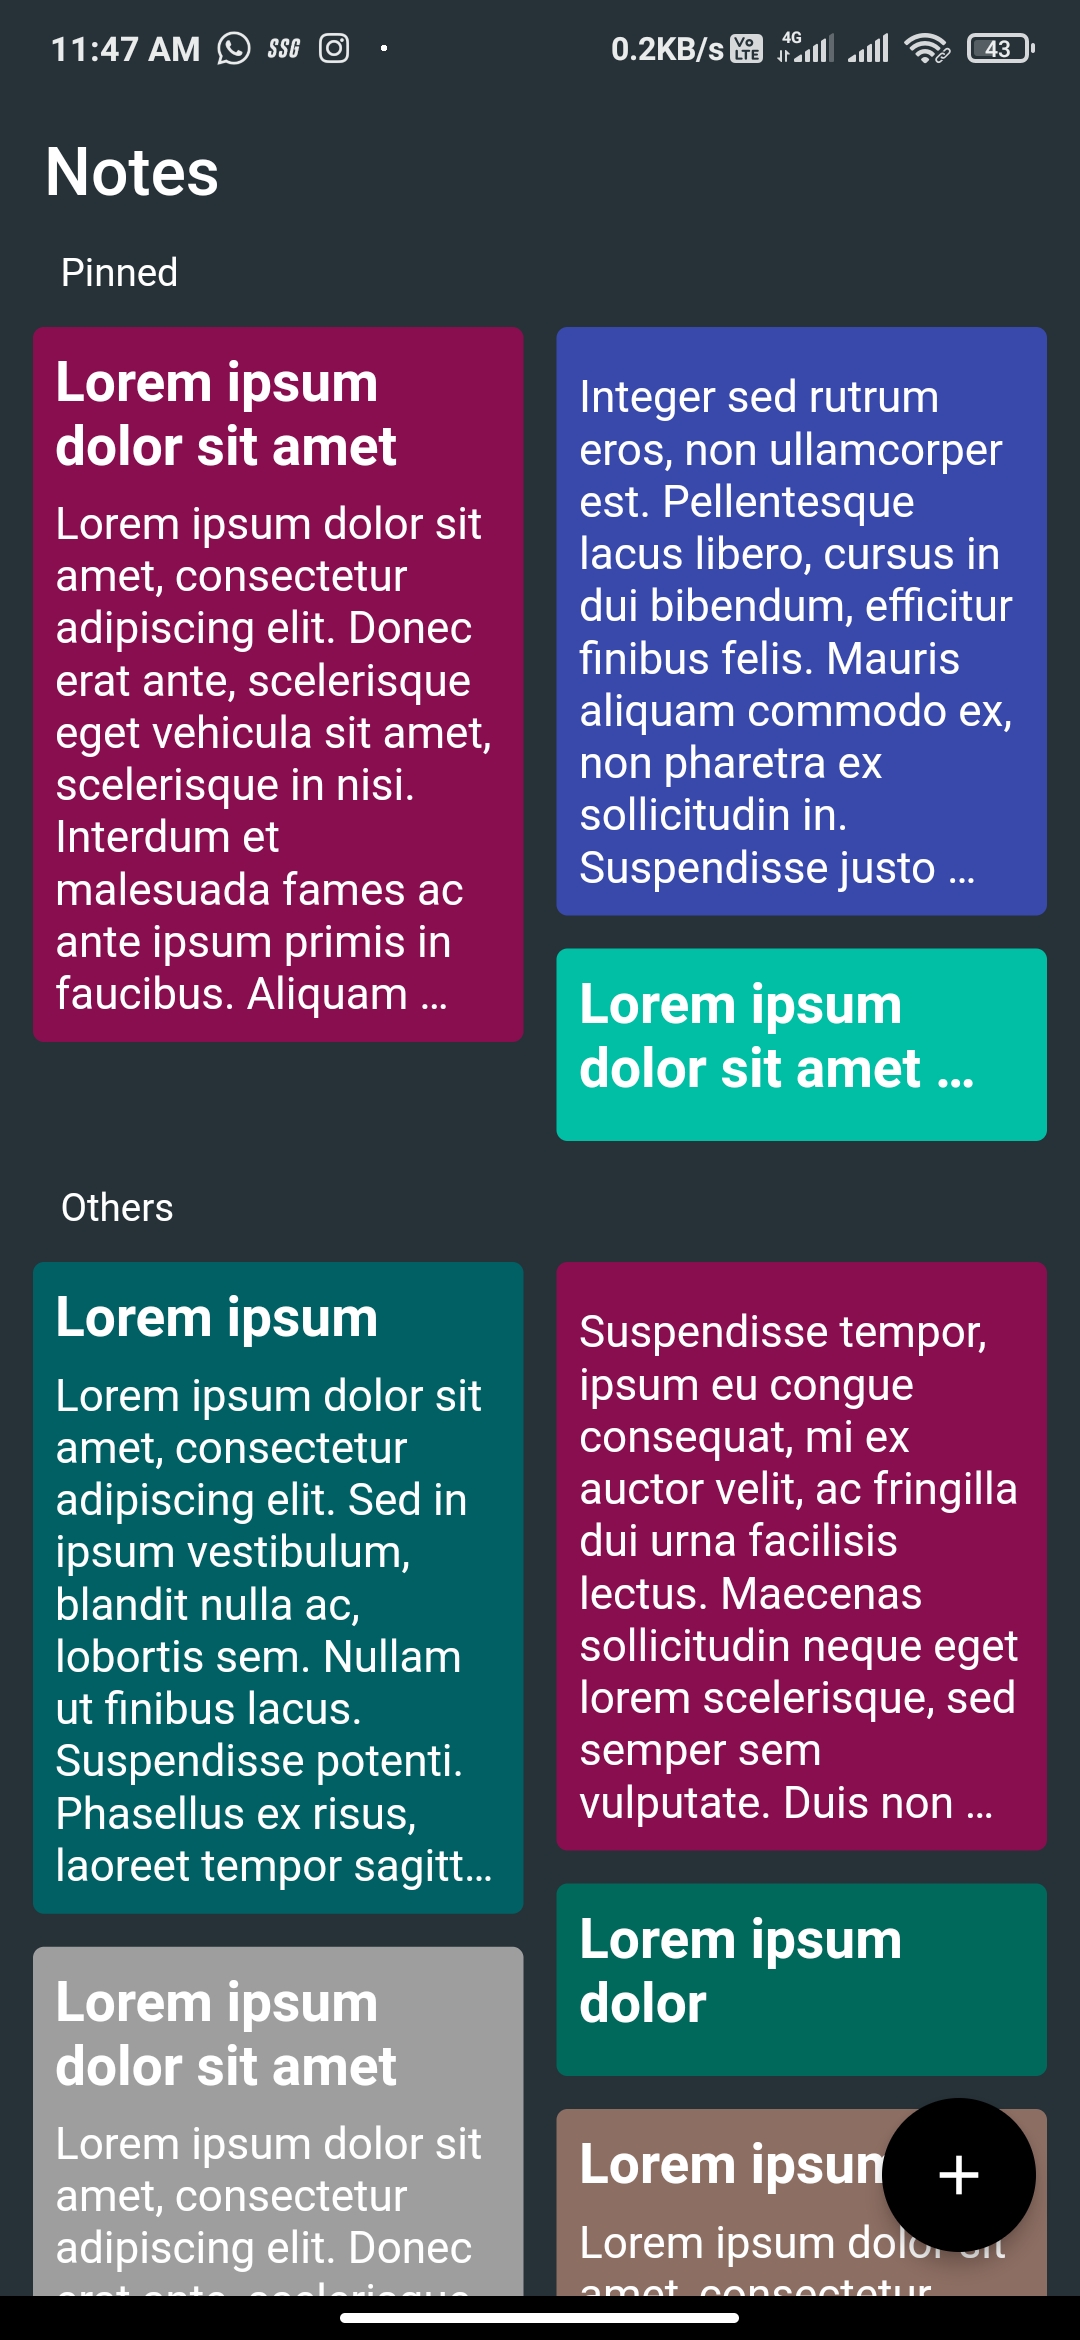 11:47 AM SSG 0.2KB/s Vo LTE 4G 43
Notes
Pinned
Lorem ipsum
dolor sit amet
Lorem ipsum dolor sit
amet, consectetur
adipiscing elit. Donec
erat ante, scelerisque
eget vehicula sit amet,
scelerisque in nisi.
Interdum et
malesuada fames ac
ante ipsum primis in
faucibus. Aliquam ...
Integer sed rutrum
eros, non ullamcorper
est. Pellentesque
lacus libero, cursus in
dui bibendum, efficitur
finibus felis. Mauris
aliquam commodo ex,
non pharetra ex
sollicitudin in.
Suspendisse justo ...
Lorem ipsum
dolor sit amet ...
Others
Lorem ipsum
Lorem ipsum dolor sit
amet, consectetur
adipiscing elit. Sed in
ipsum vestibulum,
blandit nulla ac,
lobortis sem. Nullam
ut finibus lacus.
Suspendisse potenti.
Phasellus ex risus,
laoreet tempor sagitt...
Suspendisse tempor,
ipsum eu congue
consequat, mi ex
auctor velit, ac fringilla
dui urna facilisis
lectus. Maecenas
sollicitudin neque eget
lorem scelerisque, sed
semper sem
vulputate. Duis non ...
Lorem ipsum
dolor sit amet
Lorem ipsum dolor sit
amet, consectetur
adipiscing elit. Donec
erat ante, scelerisque
Lorem ipsum
dolor
Lorem ipsum
Lorem ipsum dolor sit
amet, consectetur